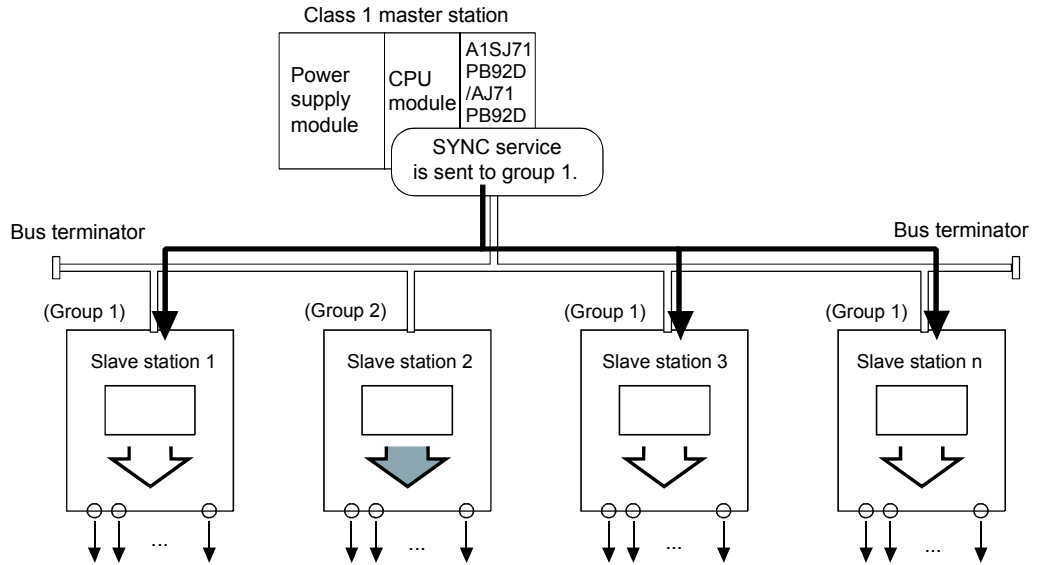 Class 1 master station
Power
supply
module
CPU
module
A1SJ71
PB92D
/AJ71
PB92D
SYNC service
is sent to group 1.
Bus terminator
Bus terminator
(Group 1)
(Group 2)
(Group 1)
(Group 1)
Slave station 1
Slave station 2
Slave station 3
Slave station n
...
...
...
...